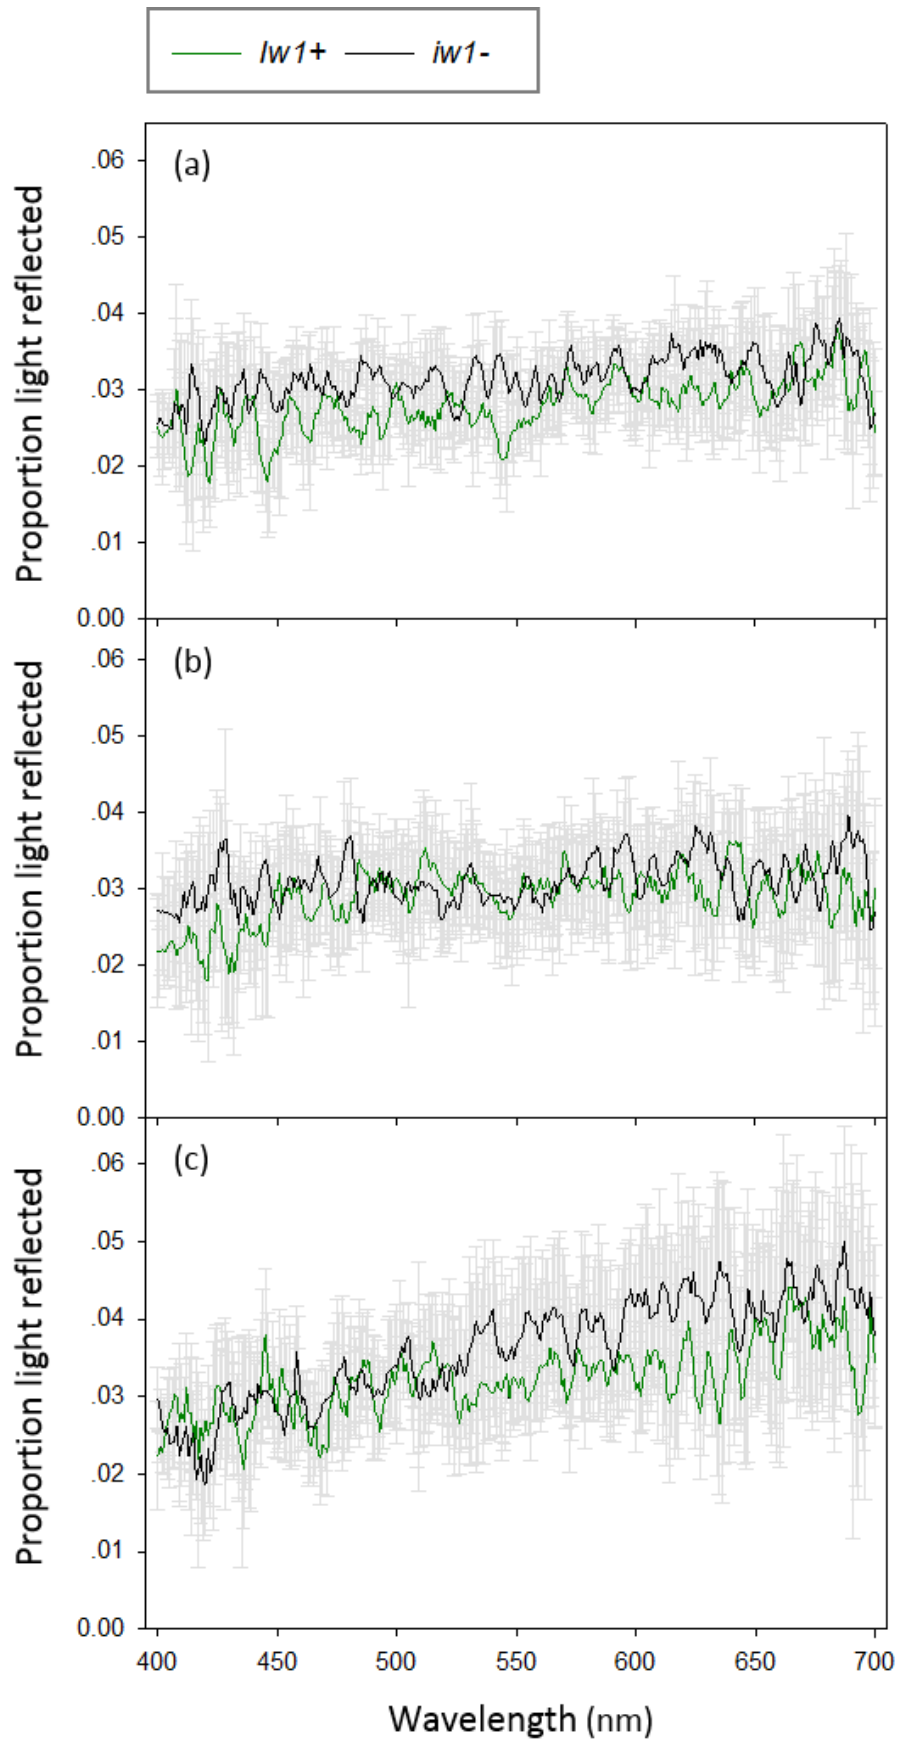 Iw1+ iw1-
(a)
.06
.05
.04
.03
.02
.01
0.00
Proportion light reflected
(b)
.06
.05
.04
.03
.02
.01
0.00
Proportion light reflected
(c)
.06
.05
.04
.03
.02
.01
0.00
Proportion light reflected
400 450 500 550 600 650 700
Wavelength (nm)